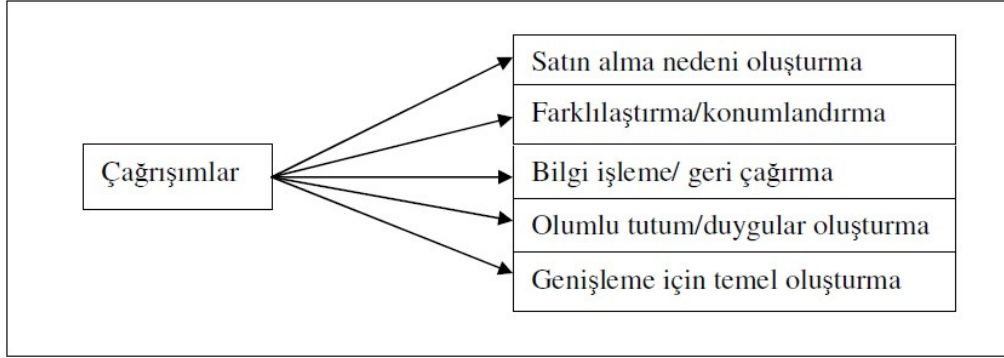 Satın alma nedeni oluşturma
Farklılaştırma/konumlandırma
Çağrışımlar
Bilgi işleme/ geri çağırma
Olumlu tutum/duygular oluşturma
Genişleme için temel oluşturma